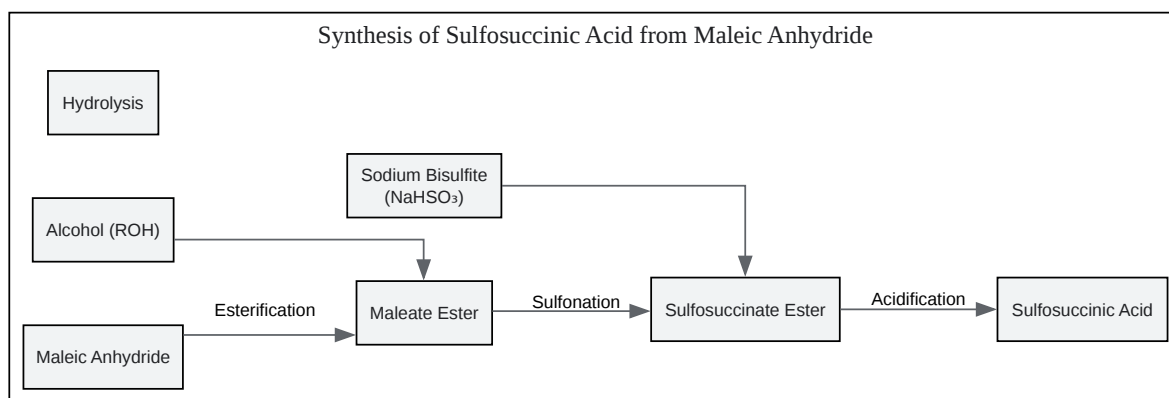 Synthesis of Sulfosuccinic Acid from Maleic Anhydride
Hydrolysis
Sodium Bisulfite
(NaHSO₃)
Alcohol (ROH)
Esterification
Maleate Ester
Sulfonation
Sulfosuccinate Ester
Acidification
Sulfosuccinic Acid
Maleic Anhydride